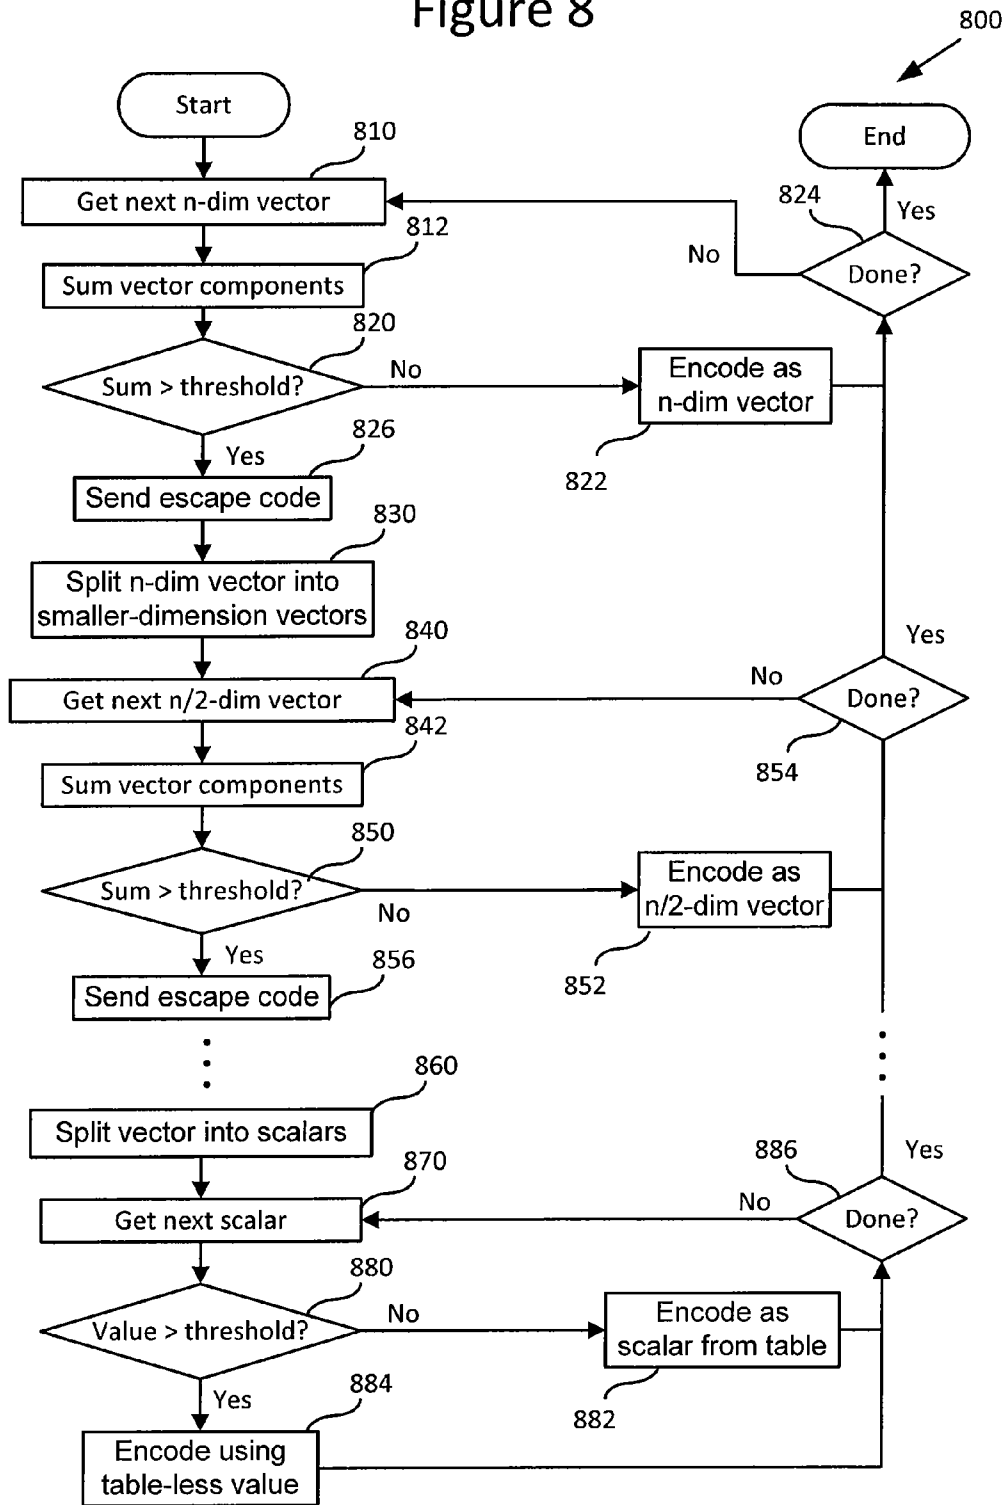 Figure 8
800
Start
End
810
Get next n-dim vector
824
Yes
812
No
Done?
Sum vector components
820
Sum > threshold?
No
Encode as
n-dim vector
826
Yes
822
Send escape code
830
Split n-dim vector into
smaller-dimension vectors
840
Yes
Get next n/2-dim vector
No
Done?
842
854
Sum vector components
850
Sum > threshold?
No
Encode as
n/2-dim vector
Yes
856
852
Send escape code
860
Split vector into scalars
886
Yes
870
Get next scalar
No
Done?
880
Value > threshold?
No
Encode as
scalar from table
884
Yes
882
Encode using
table-less value